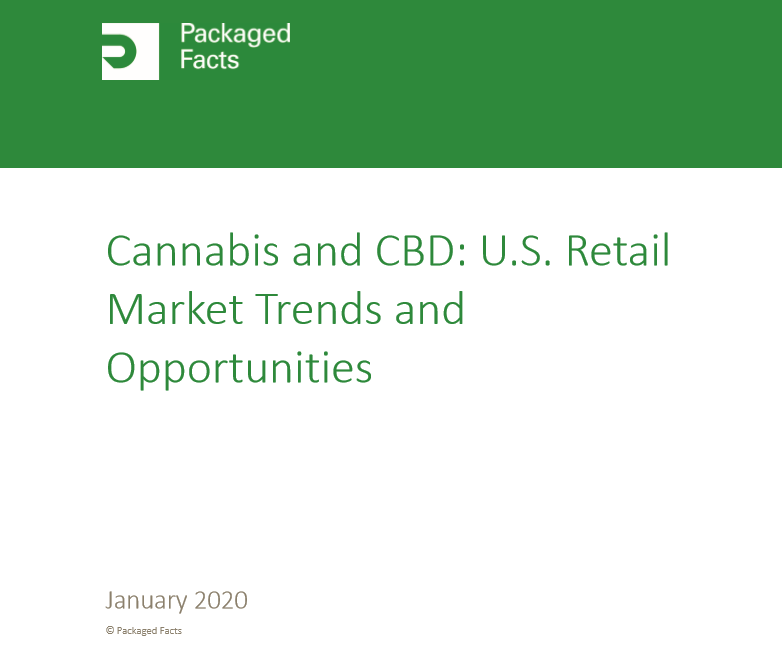 Packaged
Facts
Cannabis and CBD: U.S. Retail
Market Trends and
Opportunities
January 2020
© Packaged Facts